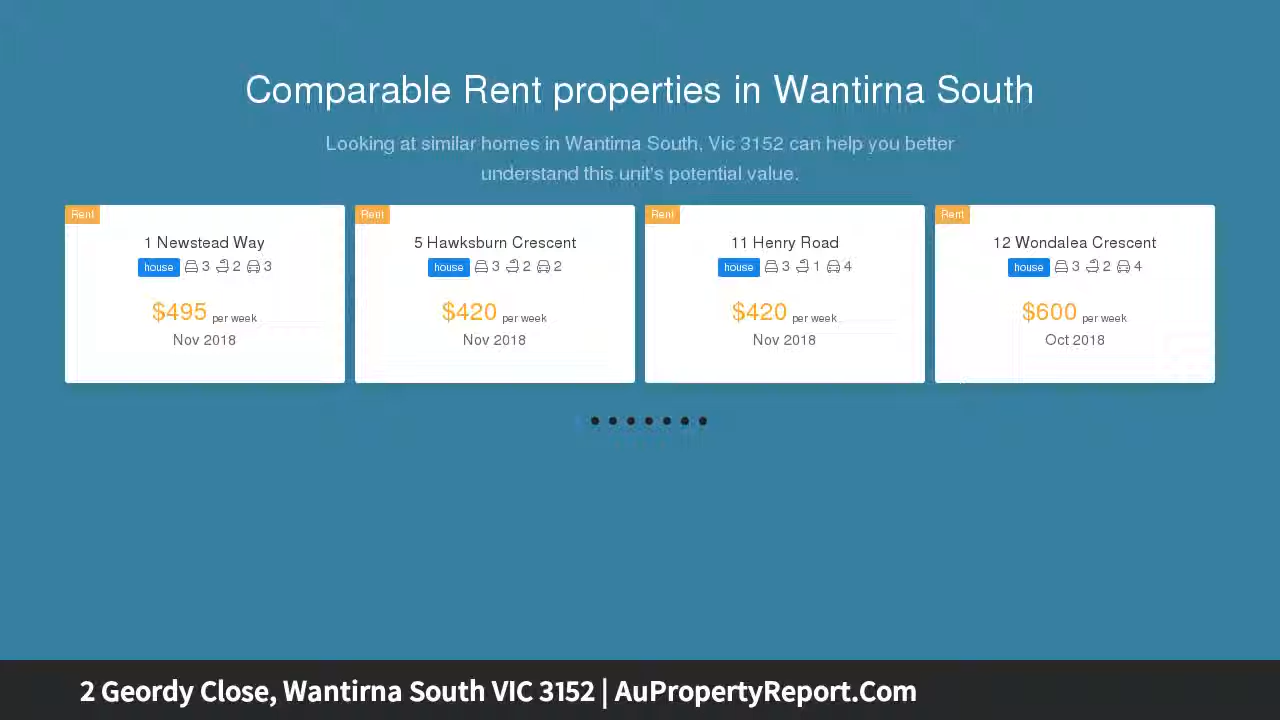 Comparable Rent properties in Wantirna South
Looking at similar homes in Wantirna South, Vic 3152 can help you better
understand this unit's potential value.
Rent
1 Newstead Way
house 3 2 3
$495 per week
Nov 2018
Rent
5 Hawksburn Crescent
house 3 2 2
$420 per week
Nov 2018
Rent
11 Henry Road
house 3 1 4
$420 per week
Nov 2018
Rent
12 Wondalea Crescent
house 3 2 4
$600 per week
Oct 2018
2 Geordy Close, Wantirna South VIC 3152 | AuPropertyReport.Com